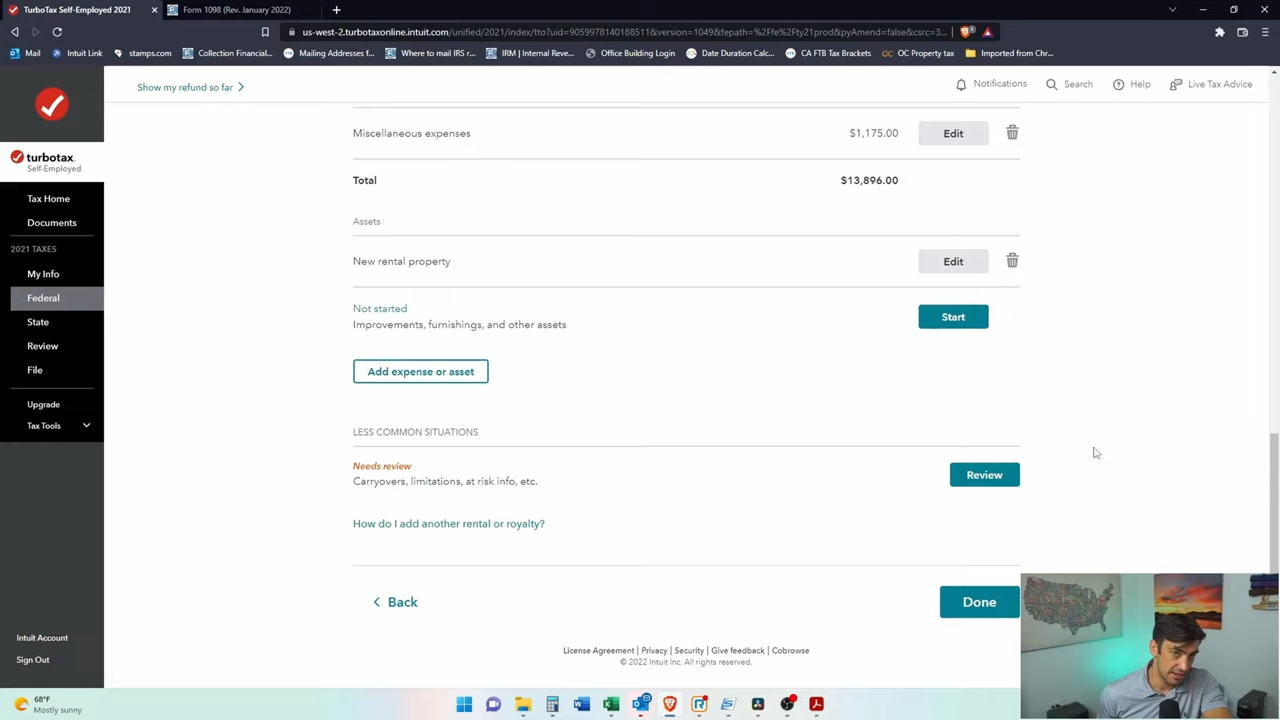 TurboTax Self-Employed 2021
Form 1098 (Rev. January 2022)
us-west-2.turbotaxonline.intuit.com/unified/2021/index/tto?uid=9059978140188511&version=1049&fepath=%2Ffe%2Fty21prod&pyAmend=false&csrc=3...
Mail
Intuit Link
stamps.com
Collection Financial...
Mailing Addresses f...
Where to mail IRS r...
IRM | Internal Reve...
Office Building Login
Date Duration Calc...
CA FTB Tax Brackets
OC Property tax
Imported from Chr...
Show my refund so far
Notifications
Search
Help
Live Tax Advice
turbotax
Self-Employed
Tax Home
Documents
2021 TAXES
My Info
Federal
State
Review
File
Upgrade
Tax Tools
Intuit Account
Sign Out
Miscellaneous expenses $1,175.00 Edit
Total $13,896.00
Assets
New rental property Edit
Not started
Improvements, furnishings, and other assets Start
Add expense or asset
LESS COMMON SITUATIONS
Needs review
Carryovers, limitations, at risk info, etc. Review
How do I add another rental or royalty?
Back
Done
License Agreement | Privacy | Security | Give feedback | Cobrowse
© 2022 Intuit Inc. All rights reserved.
68°F
Mostly sunny